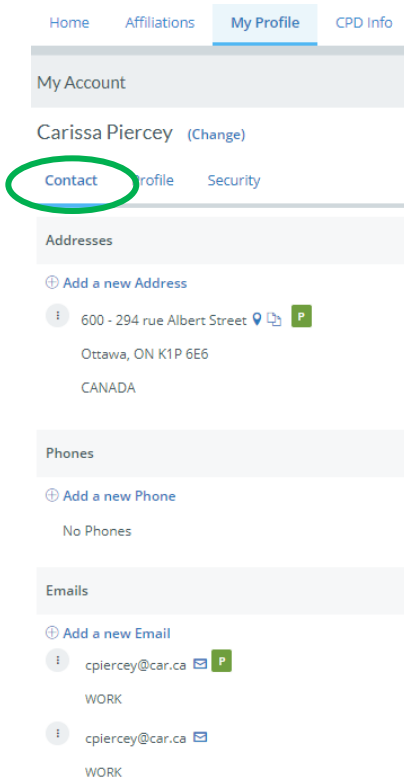 Home Affiliations My Profile CPD Info
My Account
Carissa Piercey (Change)
Contact Profile Security
Addresses
Add a new Address
600 - 294 rue Albert Street P
Ottawa, ON K1P 6E6
CANADA
Phones
Add a new Phone
No Phones
Emails
Add a new Email
cpiercey@car.ca P
WORK
cpiercey@car.ca
WORK